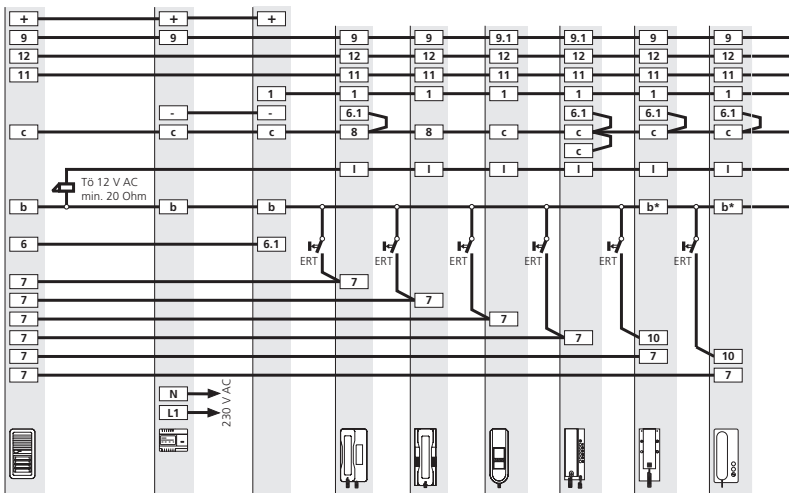 + + +
9 9 9 9 9.1 9.1 9 9
12 12 12 12 12 12 12
11 11 11 11 11 11 11
1 1 1 1 1 1 1
- - 6.1 6.1 6.1 6.1
c c c 8 8 c c c c
c
I I I I I I
Tö 12 V AC
min. 20 Ohm
b b b b* b*
6 6.1
ERT ERT ERT ERT ERT ERT
7 7
7 7
7 7
7 7 10
7 7 10
7 7
N
L1
230 V AC